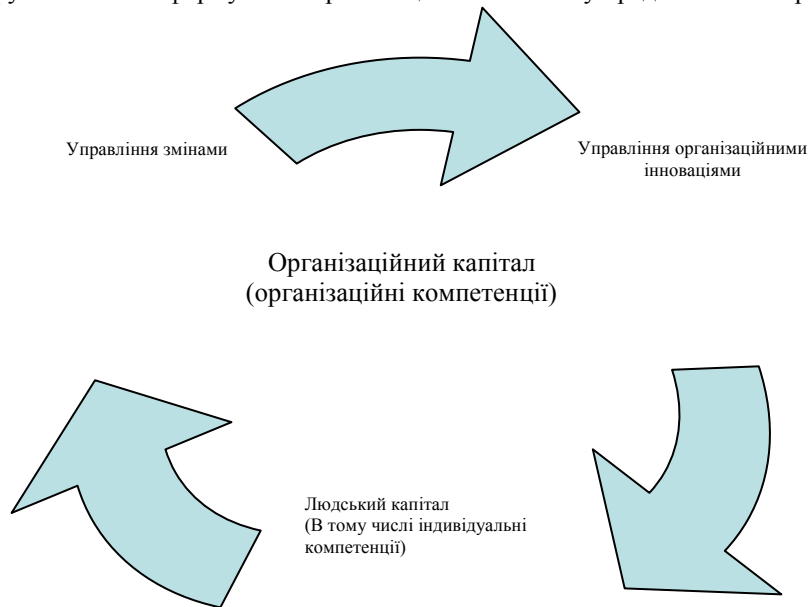 Управління змінами
Управління організаційними
інноваціями
Організаційний капітал
(організаційні компетенції)
Людський капітал
(В тому числі індивідуальні
компетенції)